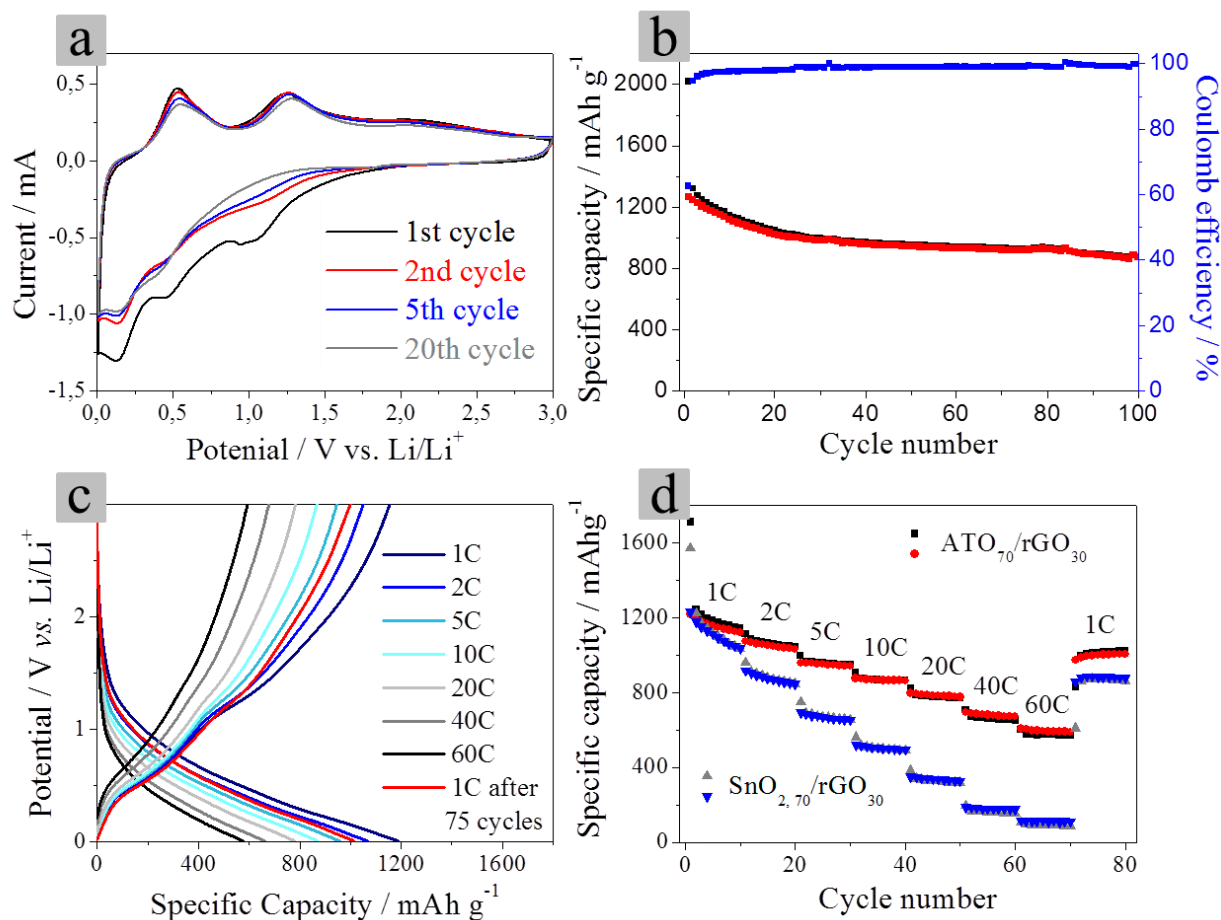 a
0,5
0,0
-0,5
-1,0
-1,5
Current / mA
1st cycle
2nd cycle
5th cycle
20th cycle
0,0 0,5 1,0 1,5 2,0 2,5 3,0
Potenial / V vs. Li/Li+
b
2000
1600
1200
800
400
0
Specific capacity / mAh g-1
100
80
60
40
20
0
Coulomb efficiency / %
0 20 40 60 80 100
Cycle number
c
2
1
0
Potential / V vs. Li/Li+
1C
2C
5C
10C
20C
40C
60C
1C after
75 cycles
0 400 800 1200 1600
Specific Capacity / mAh g-1
d
1600
1200
800
400
0
Specific capacity / mAhg-1
ATO70/rGO30
1C
2C
5C
10C
20C
40C
60C
1C
SnO2,70/rGO30
0 20 40 60 80
Cycle number